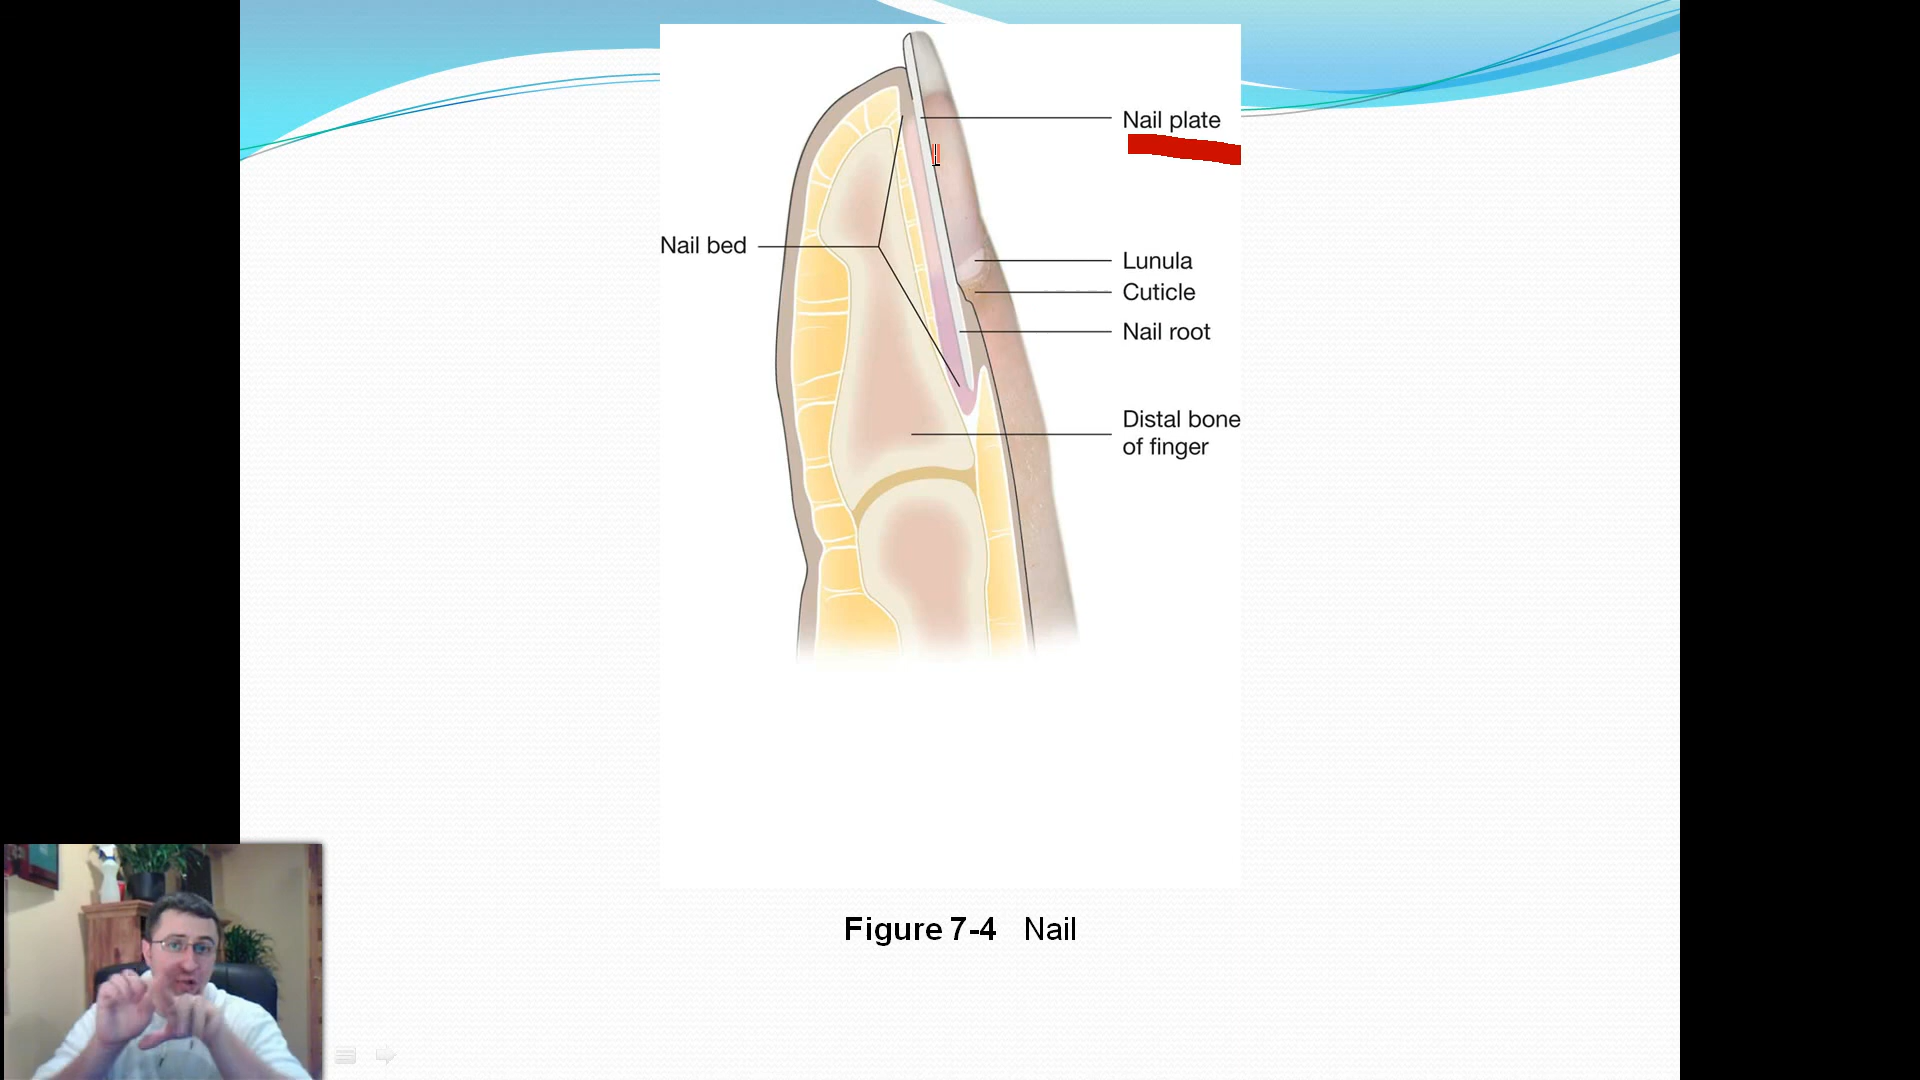 Nail plate
Nail bed
Lunula
Cuticle
Nail root
Distal bone
of finger
Figure 7-4 Nail